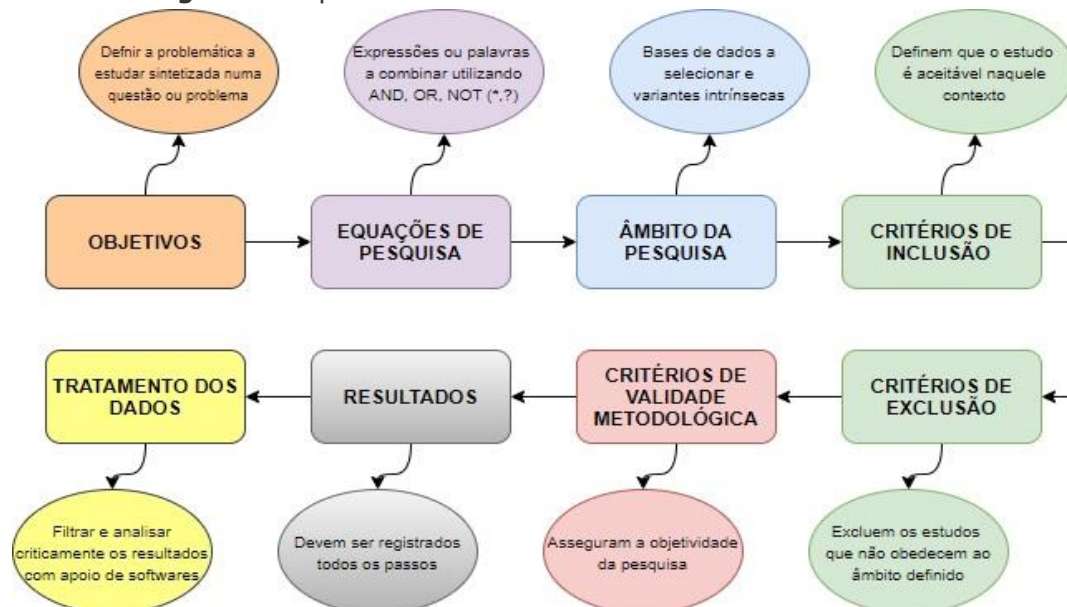 Defnir a problemática a
estudar sintetizada numa
questão ou problema
Expressões ou palavras
a combinar utilizando
AND, OR, NOT (*,?)
Bases de dados a
selecionar e
variantes intrínsecas
Definem que o estudo
é aceitável naquele
contexto
OBJETIVOS
EQUAÇÕES DE
PESQUISA
ÂMBITO DA
PESQUISA
CRITÉRIOS DE
INCLUSÃO
TRATAMENTO DOS
DADOS
RESULTADOS
CRITÉRIOS DE
VALIDADE
METODOLÓGICA
CRITÉRIOS DE
EXCLUSÃO
Filtrar e analisar
criticamente os resultados
com apoio de softwares
Devem ser registrados
todos os passos
Asseguram a objetividade
da pesquisa
Excluem os estudos
que não obedecem ao
âmbito definido